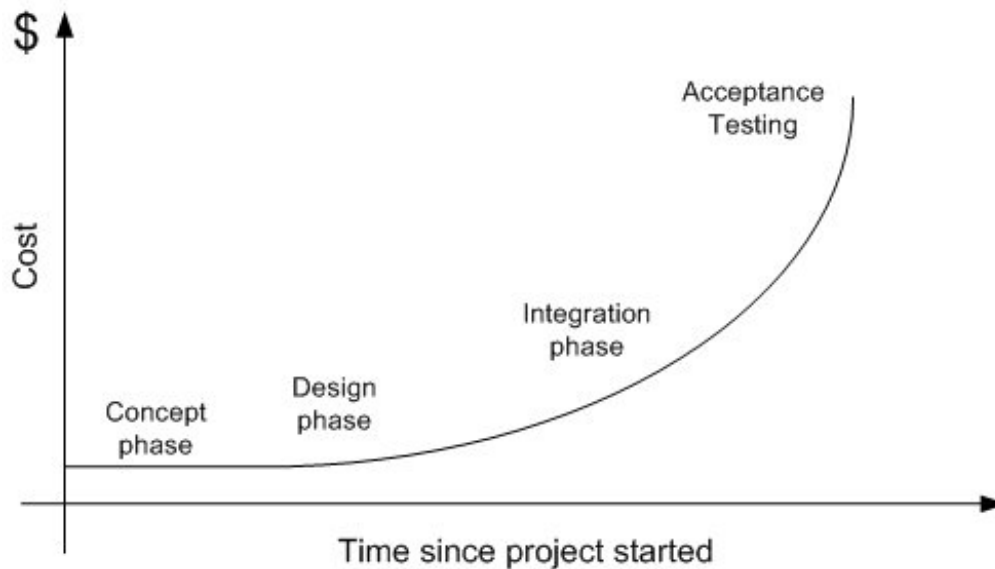 $
Cost
Acceptance
Testing
Integration
phase
Design
phase
Concept
phase
Time since project started